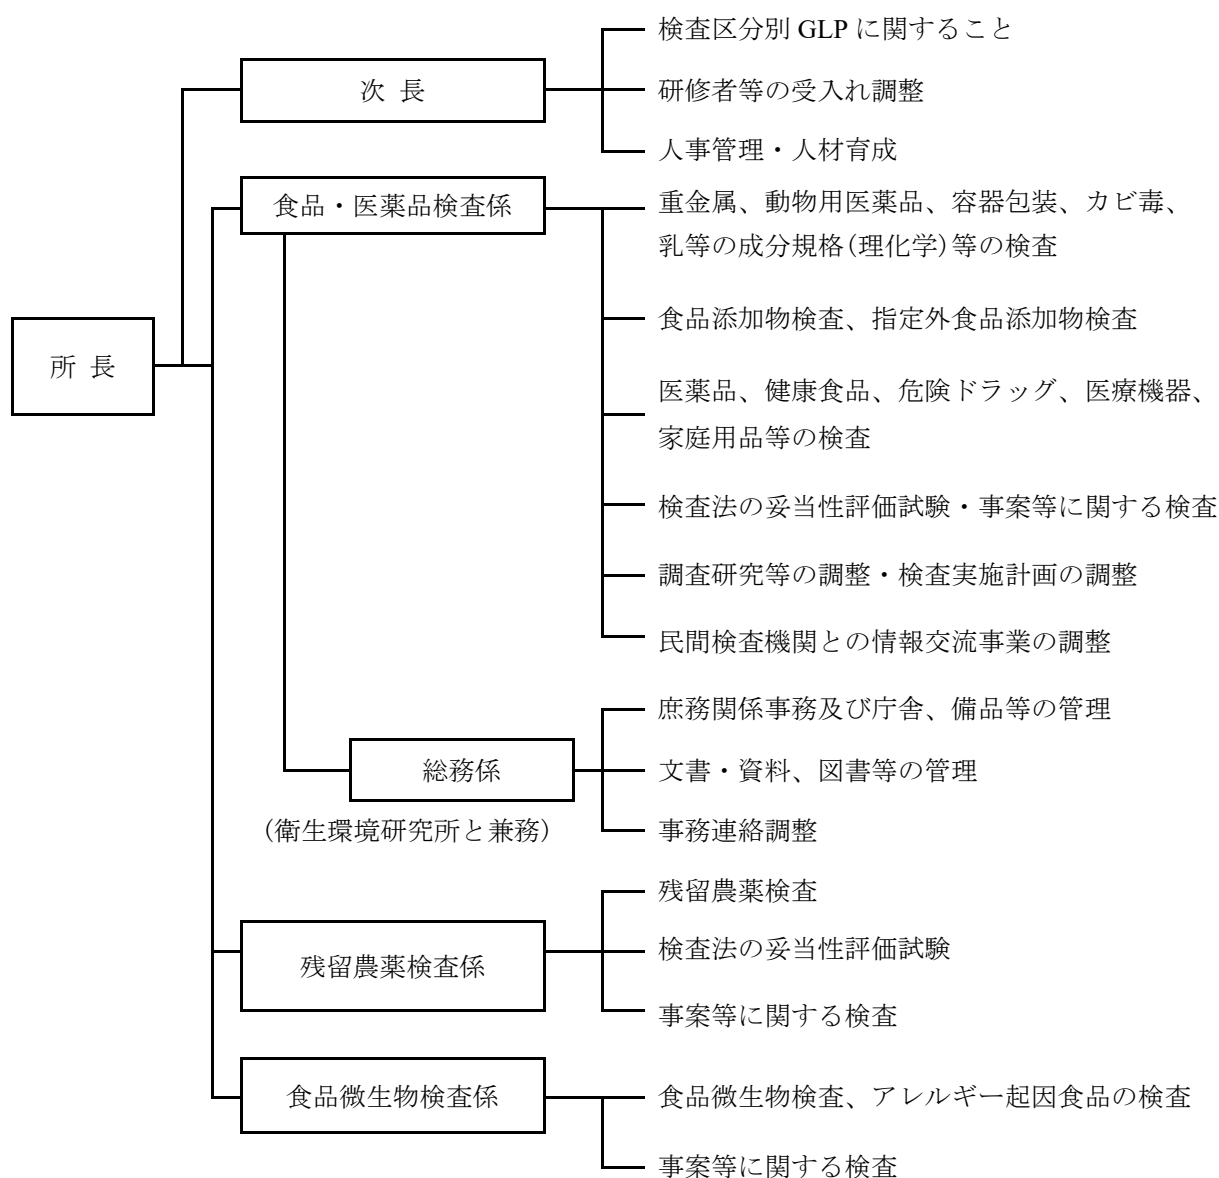 検査区分別 GLP に関すること
次 長
研修者等の受入れ調整
人事管理・人材育成
食品・医薬品検査係
重金属、動物用医薬品、容器包装、カビ毒、
乳等の成分規格(理化学)等の検査
食品添加物検査、指定外食品添加物検査
所 長
医薬品、健康食品、危険ドラッグ、医療機器、
家庭用品等の検査
検査法の妥当性評価試験・事案等に関する検査
調査研究等の調整・検査実施計画の調整
民間検査機関との情報交流事業の調整
庶務関係事務及び庁舎、備品等の管理
総務係
文書・資料、図書等の管理
(衛生環境研究所と兼務)
事務連絡調整
残留農薬検査
残留農薬検査係
検査法の妥当性評価試験
事案等に関する検査
食品微生物検査係
食品微生物検査、アレルギー起因食品の検査
事案等に関する検査